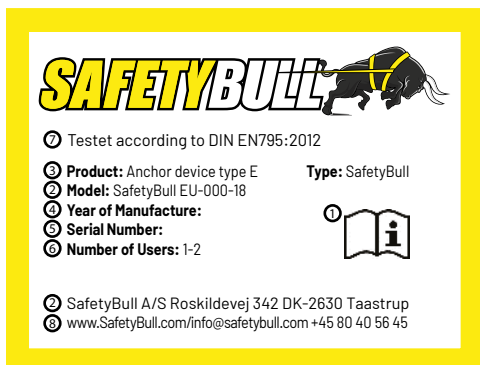 SAFETYBULL
⑦ Testet according to DIN EN795:2012
③ Product: Anchor device type E Type: SafetyBull
② Model: SafetyBull EU-000-18
④ Year of Manufacture:
⑤ Serial Number:
⑥ Number of Users: 1-2
① i
② SafetyBull A/S Roskildevej 342 DK-2630 Taastrup
⑧ www.SafetyBull.com/info@safetybull.com +45 80 40 56 45